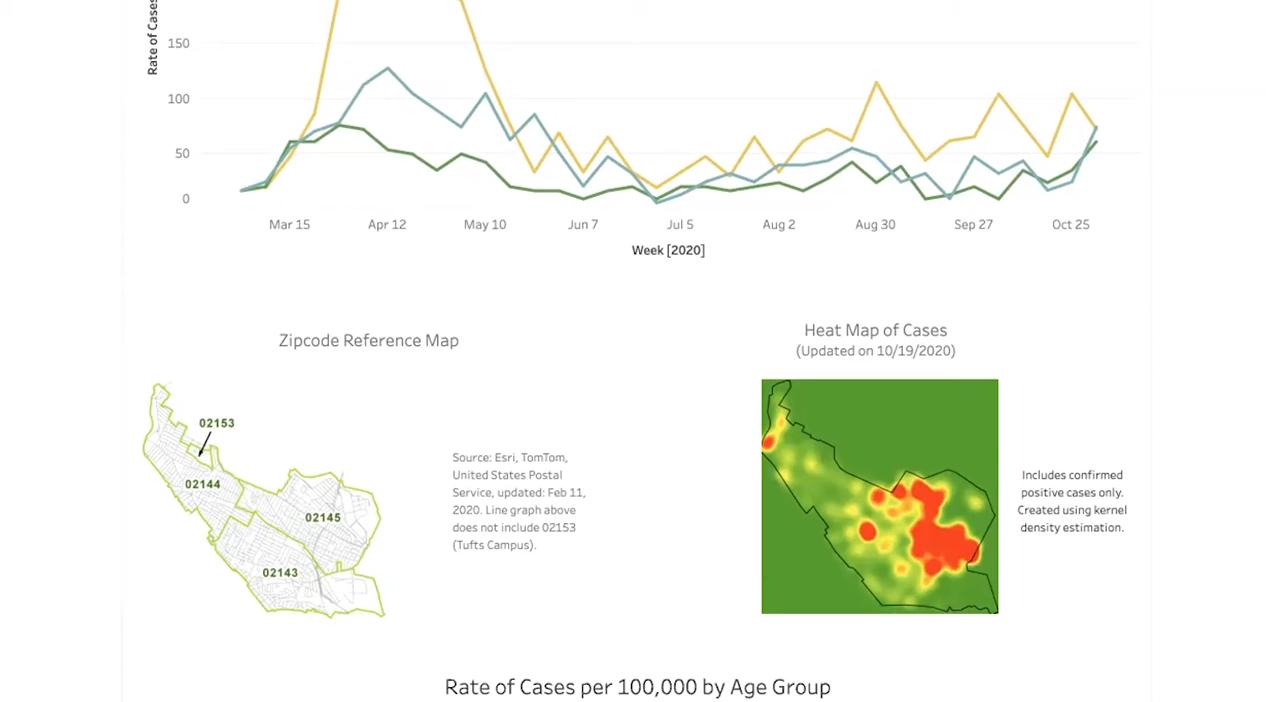 Rate of Cases
150
100
50
0
Mar 15
Apr 12
May 10
Jun 7
Jul 5
Aug 2
Aug 30
Sep 27
Oct 25
Week [2020]
Zipcode Reference Map
02153
02144
02145
02143
Source: Esri, TomTom,
United States Postal
Service, updated: Feb 11,
2020. Line graph above
does not include 02153
(Tufts Campus).
Heat Map of Cases
(Updated on 10/19/2020)
Includes confirmed
positive cases only.
Created using kernel
density estimation.
Rate of Cases per 100,000 by Age Group